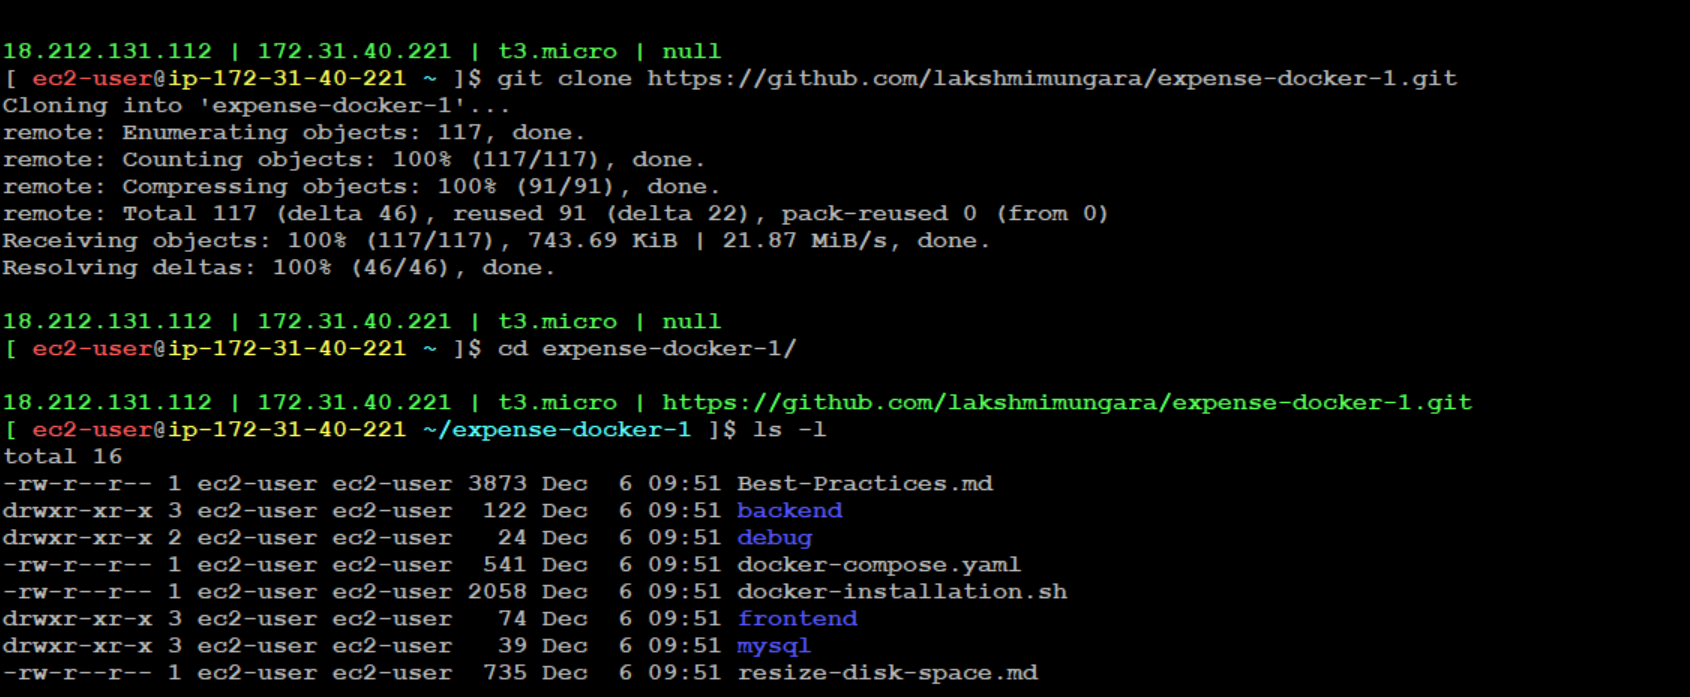 18.212.131.112 | 172.31.40.221 | t3.micro | null
[ ec2-user@ip-172-31-40-221 ~ ]$ git clone https://github.com/lakshmimungara/expense-docker-1.git
Cloning into 'expense-docker-1'...
remote: Enumerating objects: 117, done.
remote: Counting objects: 100% (117/117), done.
remote: Compressing objects: 100% (91/91), done.
remote: Total 117 (delta 46), reused 91 (delta 22), pack-reused 0 (from 0)
Receiving objects: 100% (117/117), 743.69 KiB | 21.87 MiB/s, done.
Resolving deltas: 100% (46/46), done.
18.212.131.112 | 172.31.40.221 | t3.micro | null
[ ec2-user@ip-172-31-40-221 ~ ]$ cd expense-docker-1/
18.212.131.112 | 172.31.40.221 | t3.micro | https://github.com/lakshmimungara/expense-docker-1.git
[ ec2-user@ip-172-31-40-221 ~/expense-docker-1 ]$ ls -l
total 16
-rw-r--r-- 1 ec2-user ec2-user 3873 Dec  6 09:51 Best-Practices.md
drwxr-xr-x 3 ec2-user ec2-user  122 Dec  6 09:51 backend
drwxr-xr-x 2 ec2-user ec2-user   24 Dec  6 09:51 debug
-rw-r--r-- 1 ec2-user ec2-user  541 Dec  6 09:51 docker-compose.yaml
-rw-r--r-- 1 ec2-user ec2-user 2058 Dec  6 09:51 docker-installation.sh
drwxr-xr-x 3 ec2-user ec2-user   74 Dec  6 09:51 frontend
drwxr-xr-x 3 ec2-user ec2-user   39 Dec  6 09:51 mysql
-rw-r--r-- 1 ec2-user ec2-user  735 Dec  6 09:51 resize-disk-space.md